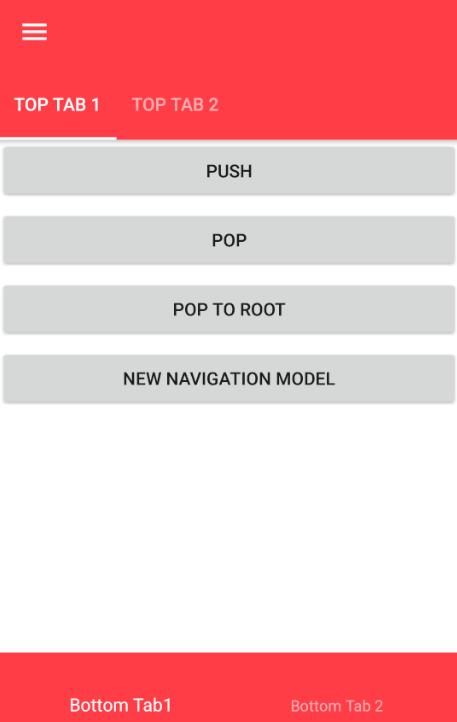 TOP TAB 1
TOP TAB 2
PUSH
POP
POP TO ROOT
NEW NAVIGATION MODEL
Bottom Tab1
Bottom Tab 2